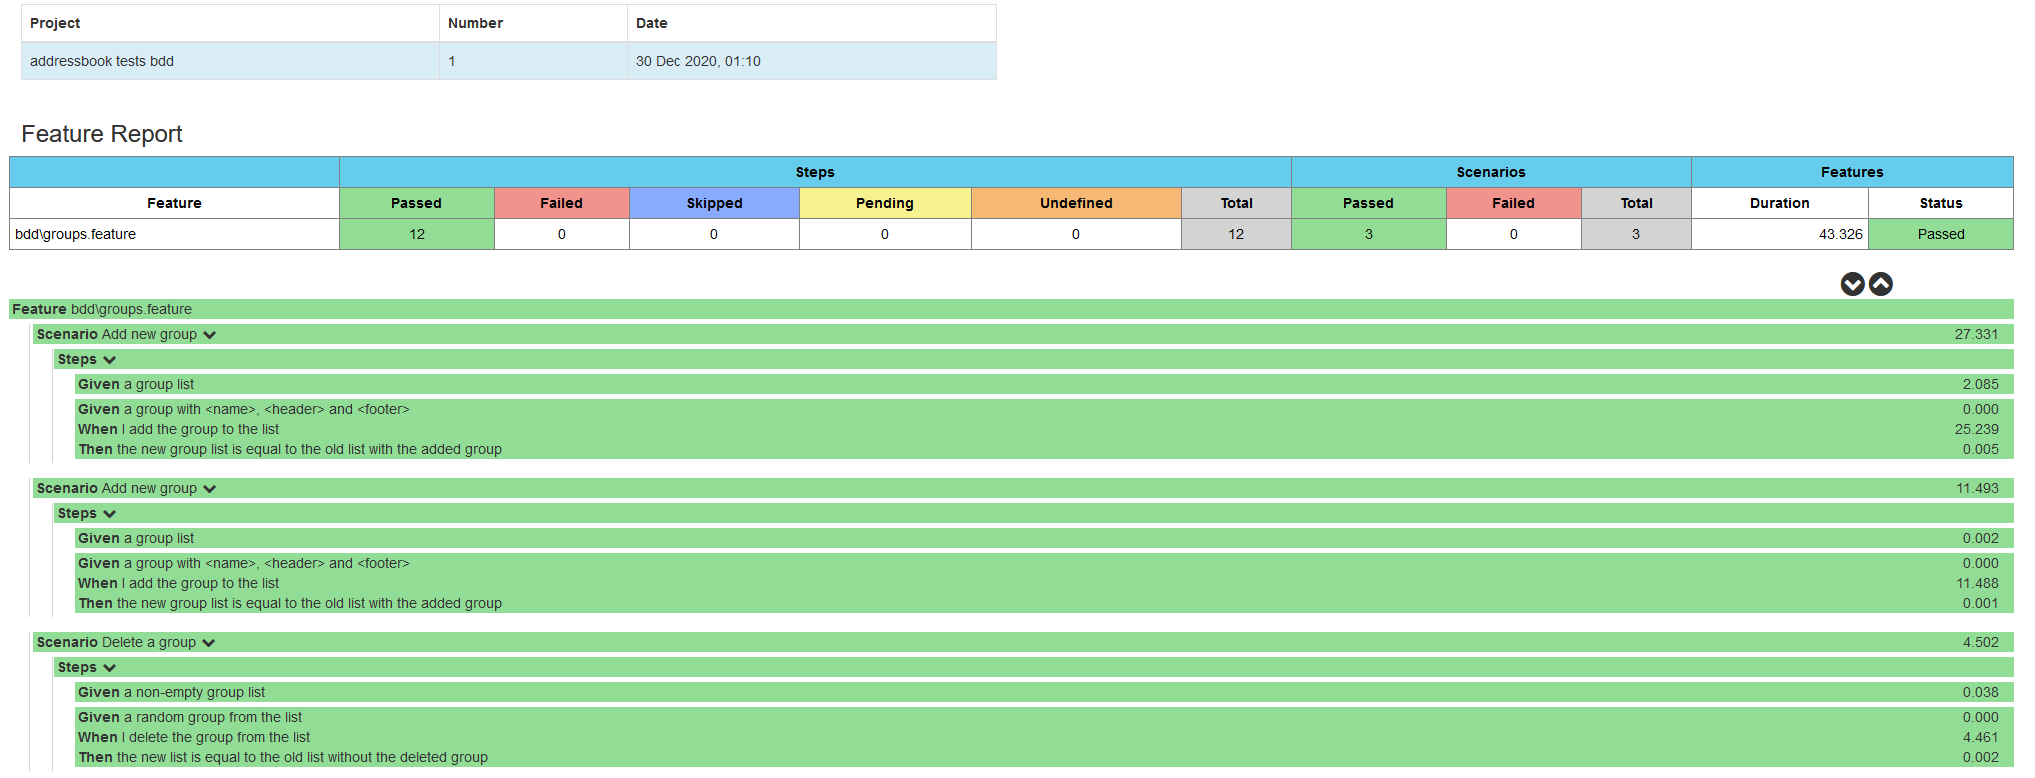 Project Number Date
addressbook tests bdd 1 30 Dec 2020, 01:10
Feature Report
Steps Scenarios Features
Feature Passed Failed Skipped Pending Undefined Total Passed Failed Total Duration Status
bdd\groups.feature 12 0 0 0 0 12 3 0 3 43.326 Passed
Feature bdd\groups.feature
Scenario Add new group 27.331
Steps
Given a group list 2.085
Given a group with <name>, <header> and <footer> 0.000
When I add the group to the list 25.239
Then the new group list is equal to the old list with the added group 0.005
Scenario Add new group 11.493
Steps
Given a group list 0.002
Given a group with <name>, <header> and <footer> 0.000
When I add the group to the list 11.488
Then the new group list is equal to the old list with the added group 0.001
Scenario Delete a group 4.502
Steps
Given a non-empty group list 0.038
Given a random group from the list 0.000
When I delete the group from the list 4.461
Then the new list is equal to the old list without the deleted group 0.002